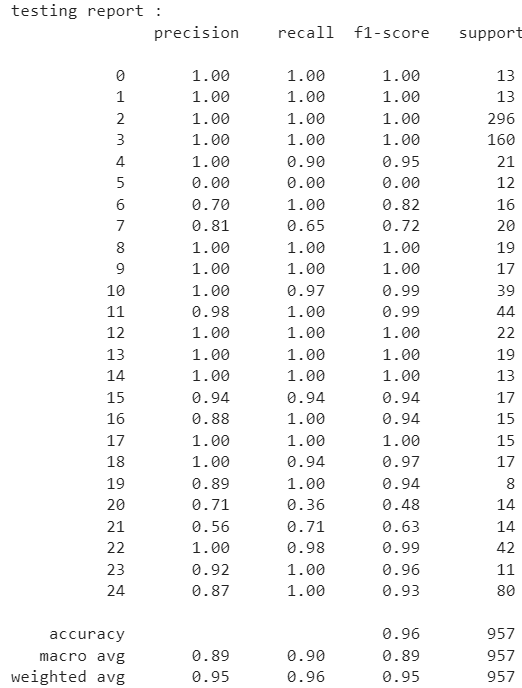 testing report :
precision recall f1-score support
0 1.00 1.00 1.00 13
1 1.00 1.00 1.00 13
2 1.00 1.00 1.00 296
3 1.00 1.00 1.00 160
4 1.00 0.90 0.95 21
5 0.00 0.00 0.00 12
6 0.70 1.00 0.82 16
7 0.81 0.65 0.72 20
8 1.00 1.00 1.00 19
9 1.00 1.00 1.00 17
10 1.00 0.97 0.99 39
11 0.98 1.00 0.99 44
12 1.00 1.00 1.00 22
13 1.00 1.00 1.00 19
14 1.00 1.00 1.00 13
15 0.94 0.94 0.94 17
16 0.88 1.00 0.94 15
17 1.00 1.00 1.00 15
18 1.00 0.94 0.97 17
19 0.89 1.00 0.94 8
20 0.71 0.36 0.48 14
21 0.56 0.71 0.63 14
22 1.00 0.98 0.99 42
23 0.92 1.00 0.96 11
24 0.87 1.00 0.93 80
accuracy 0.96 957
macro avg 0.89 0.90 0.89 957
weighted avg 0.95 0.96 0.95 957